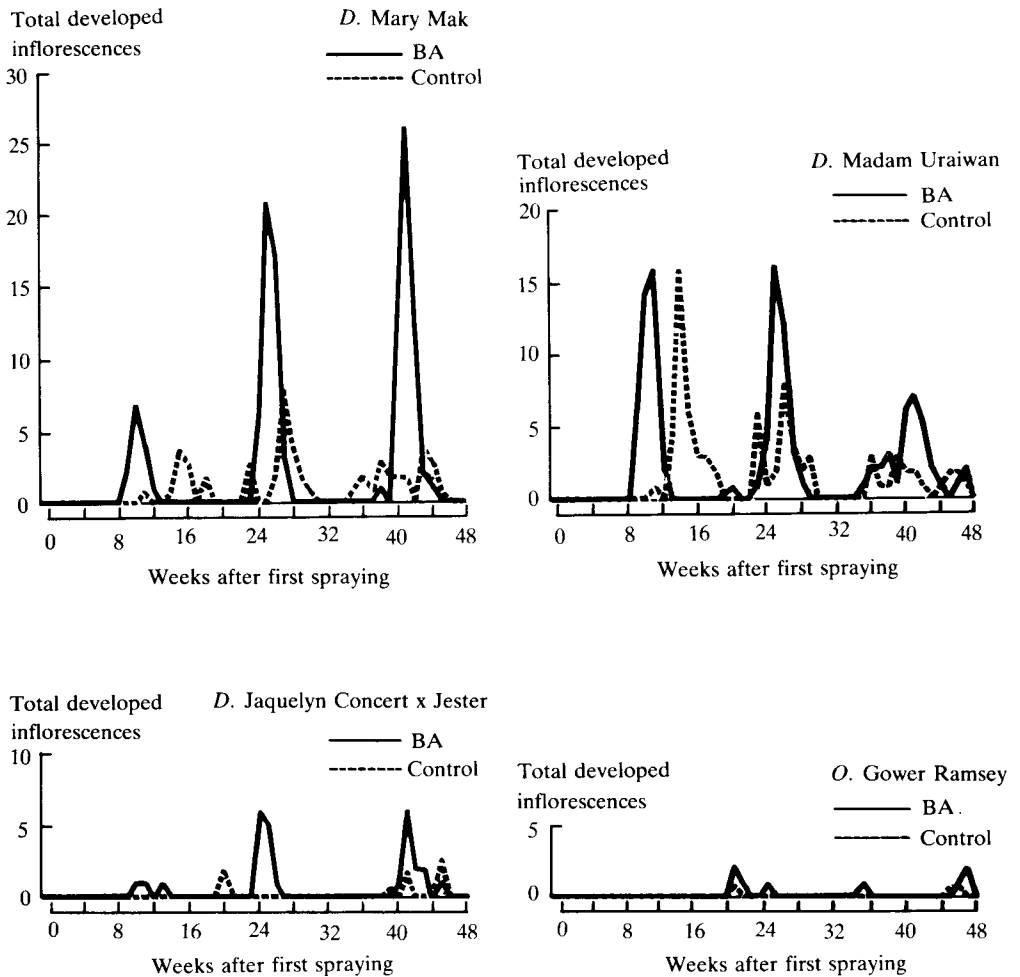 Total developed
inflorescences
D. Mary Mak
BA
Control
30
25
20
15
10
5
0
0 8 16 24 32 40 48
Weeks after first spraying
Total developed
inflorescences
D. Madam Uraiwan
BA
Control
20
15
10
5
0
0 8 16 24 32 40 48
Weeks after first spraying
Total developed
inflorescences
D. Jaquelyn Concert x Jester
BA
Control
10
5
0
0 8 16 24 32 40 48
Weeks after first spraying
Total developed
inflorescences
O. Gower Ramsey
BA.
Control
5
0
0 8 16 24 32 40 48
Weeks after first spraying